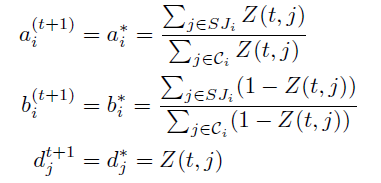 a_i^{(t+1)} = a_i^* = \frac{\sum_{j \in SJ_i} Z(t, j)}{\sum_{j \in \mathcal{C}_i} Z(t, j)}
b_i^{(t+1)} = b_i^* = \frac{\sum_{j \in SJ_i} (1 - Z(t, j))}{\sum_{j \in \mathcal{C}_i} (1 - Z(t, j))}
d_j^{t+1} = d_j^* = Z(t, j)